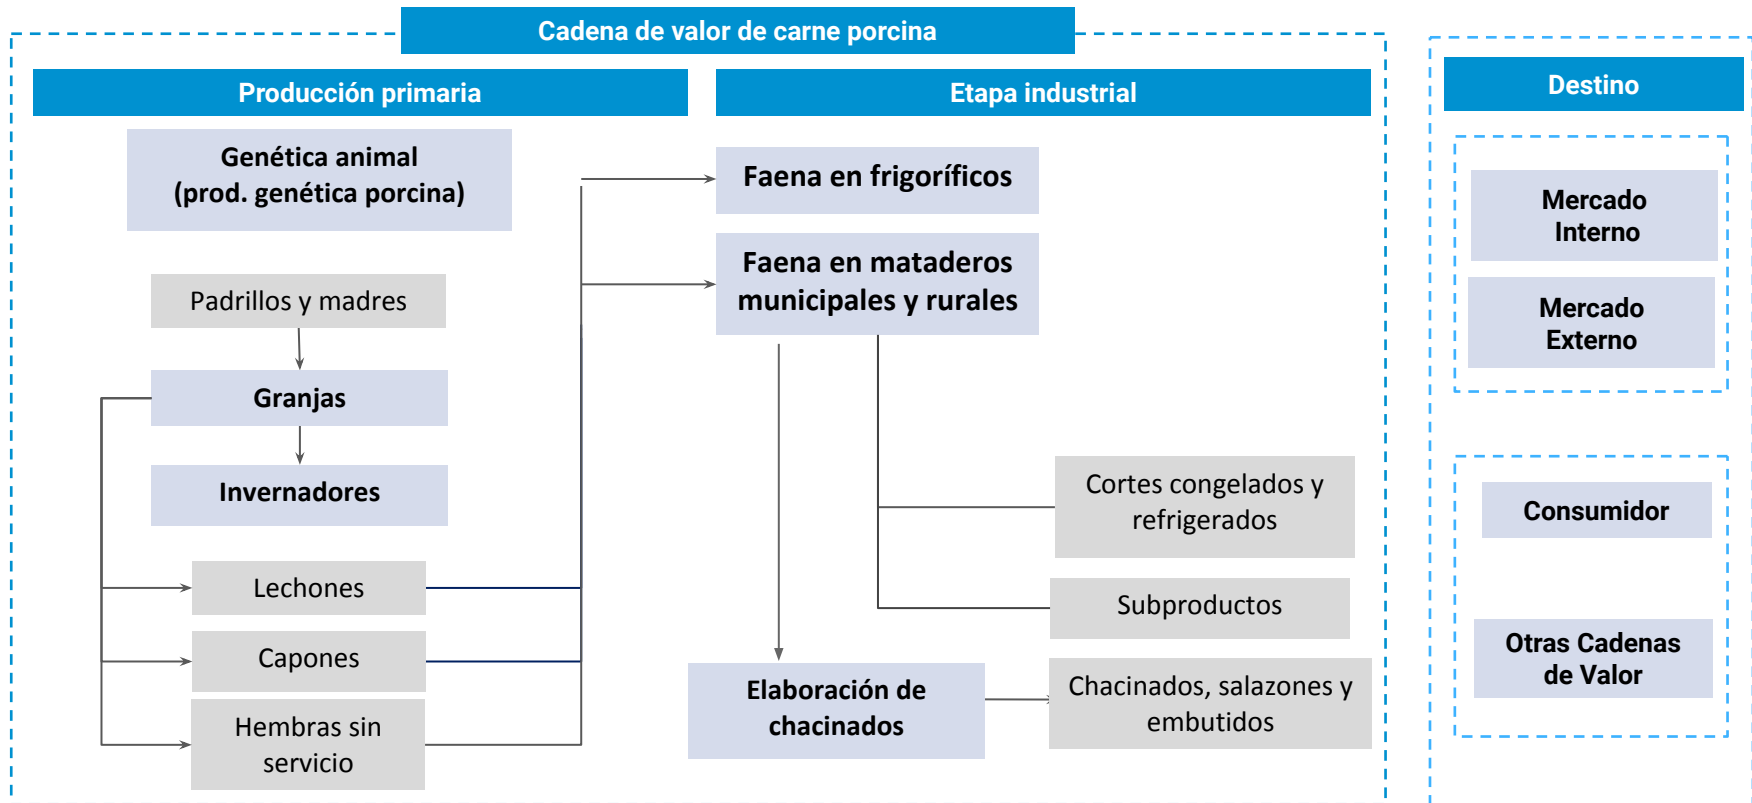 Cadena de valor de carne porcina
Producción primaria
Genética animal
(prod. genética porcina)
Padrillos y madres
Granjas
Invernadores
Lechones
Capones
Hembras sin
servicio
Etapa industrial
Faena en frigoríficos
Faena en mataderos
municipales y rurales
Cortes congelados y
refrigerados
Subproductos
Elaboración de
chacinados
Chacinados, salazones y
embutidos
Destino
Mercado
Interno
Mercado
Externo
Consumidor
Otras Cadenas
de Valor